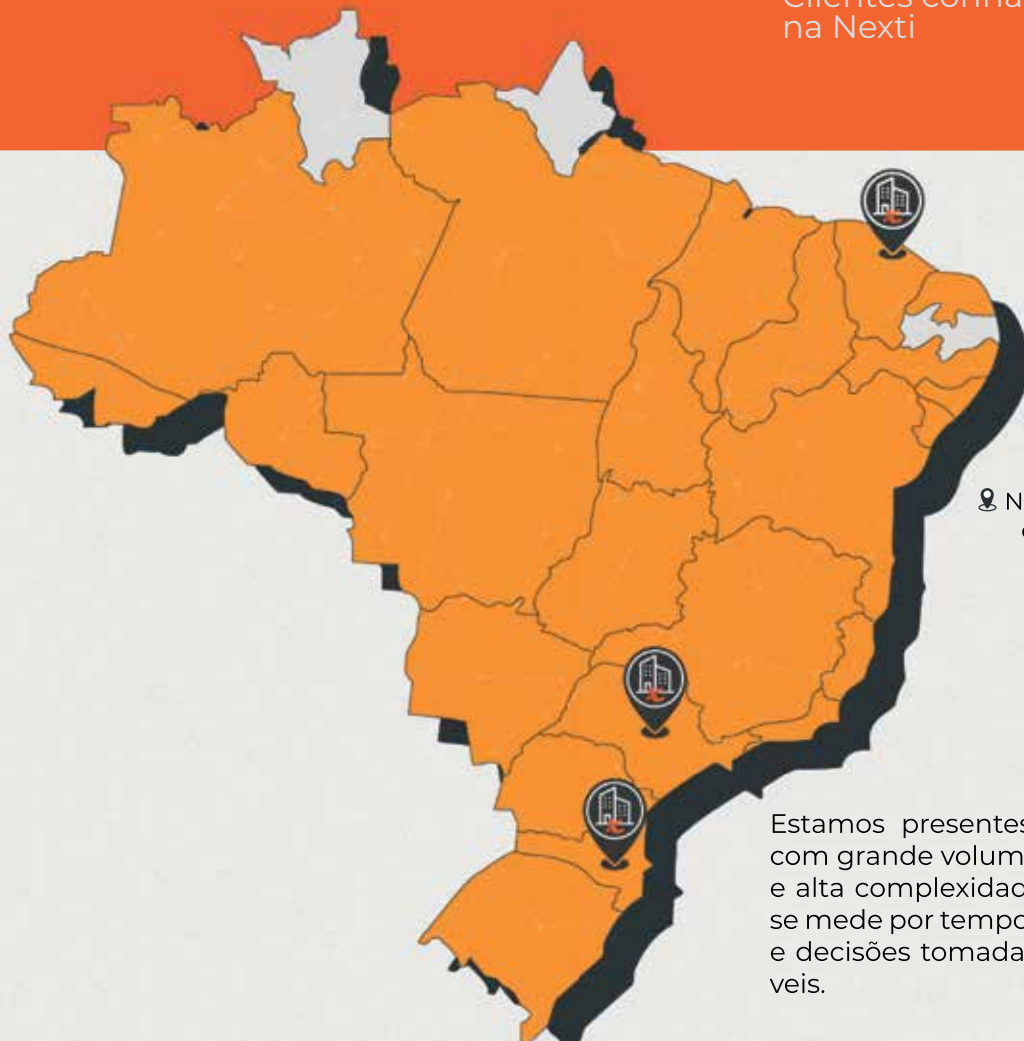 na Nexti
Estamos presentes
com grande volum
e alta complexidad
se mede por tempo
e decisões tomada
veis.